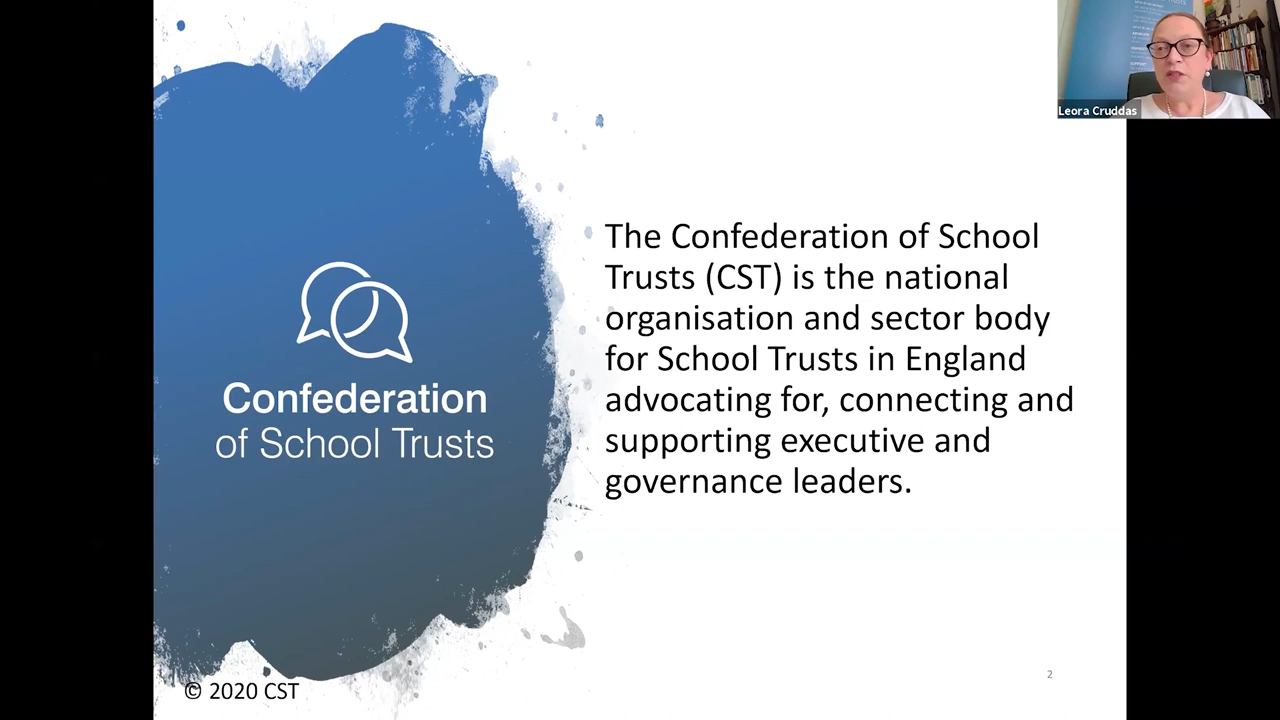 Leora Cruddas
The Confederation of School
Trusts (CST) is the national
organisation and sector body
for School Trusts in England
advocating for, connecting and
supporting executive and
governance leaders.
Confederation
of School Trusts
© 2020 CST
2